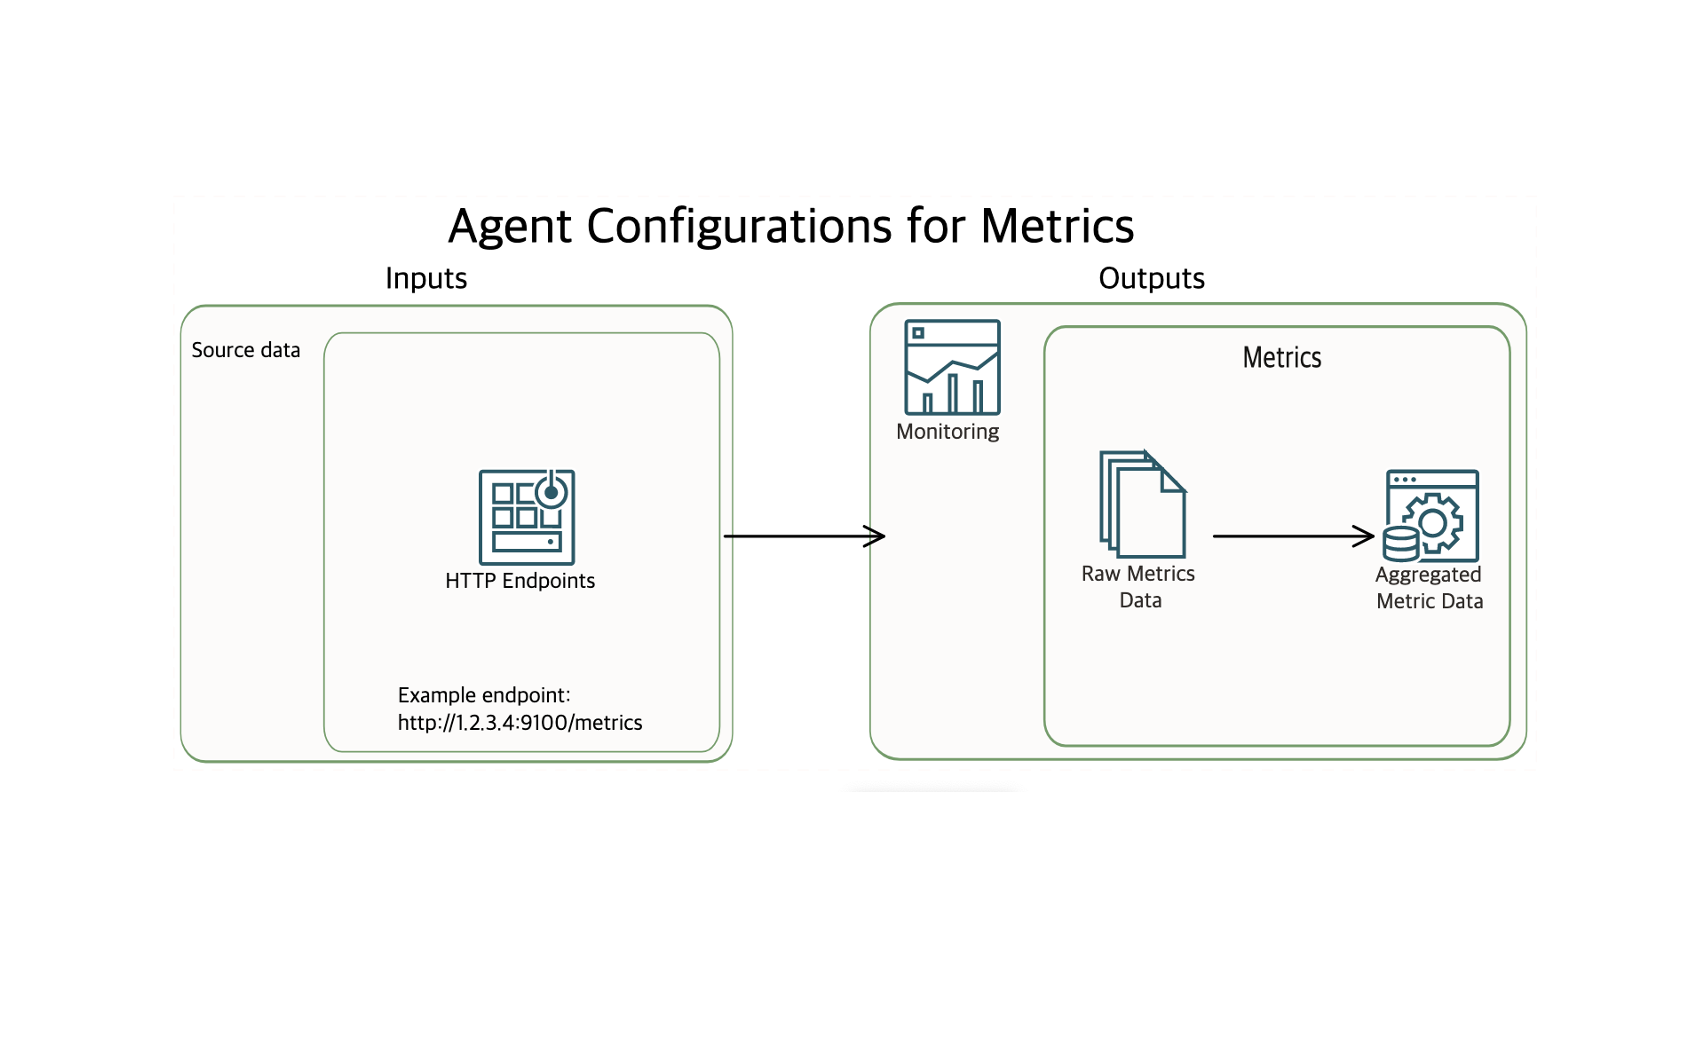 Agent Configurations for Metrics
Inputs
Outputs
Source data
HTTP Endpoints
Example endpoint:
http://1.2.3.4:9100/metrics
Monitoring
Metrics
Raw Metrics
Data
Aggregated
Metric Data